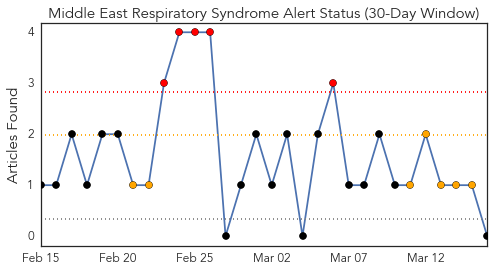 Middle East Respiratory Syndrome Alert Status (30-Day Window)
Articles Found
4
3
2
1
0
Feb 15 Feb 20 Feb 25 Mar 02 Mar 07 Mar 12